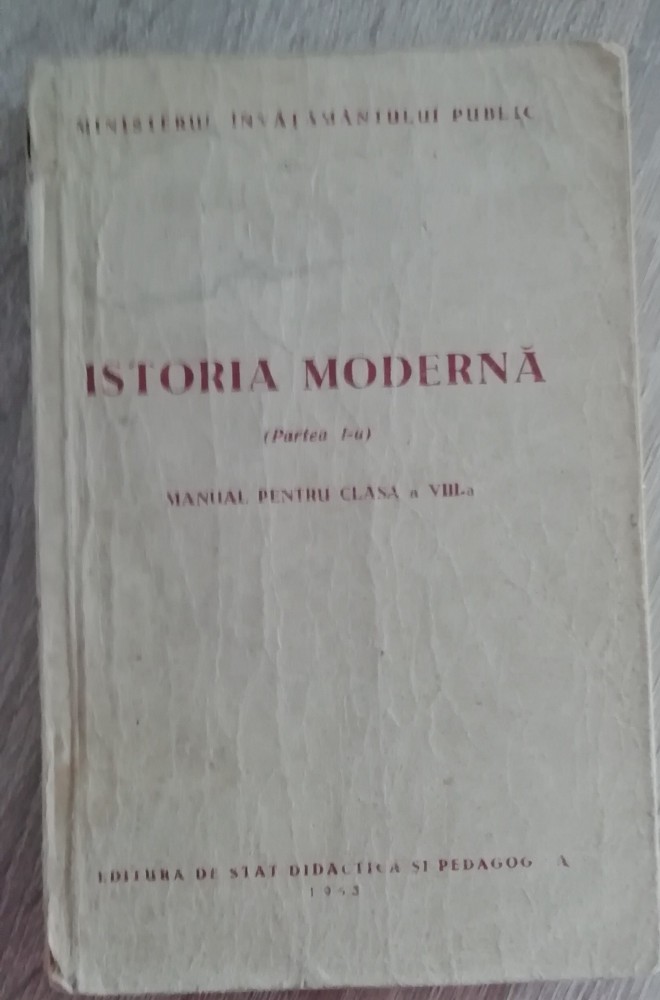 MINISTERUL ÎNVĂȚĂMÂNTULUI PUBLIC
ISTORIA MODERNĂ
(Partea I-a)
MANUAL PENTRU CLASA a VIII-a
EDITURA DE STAT DIDACTICĂ ȘI PEDAGOG A